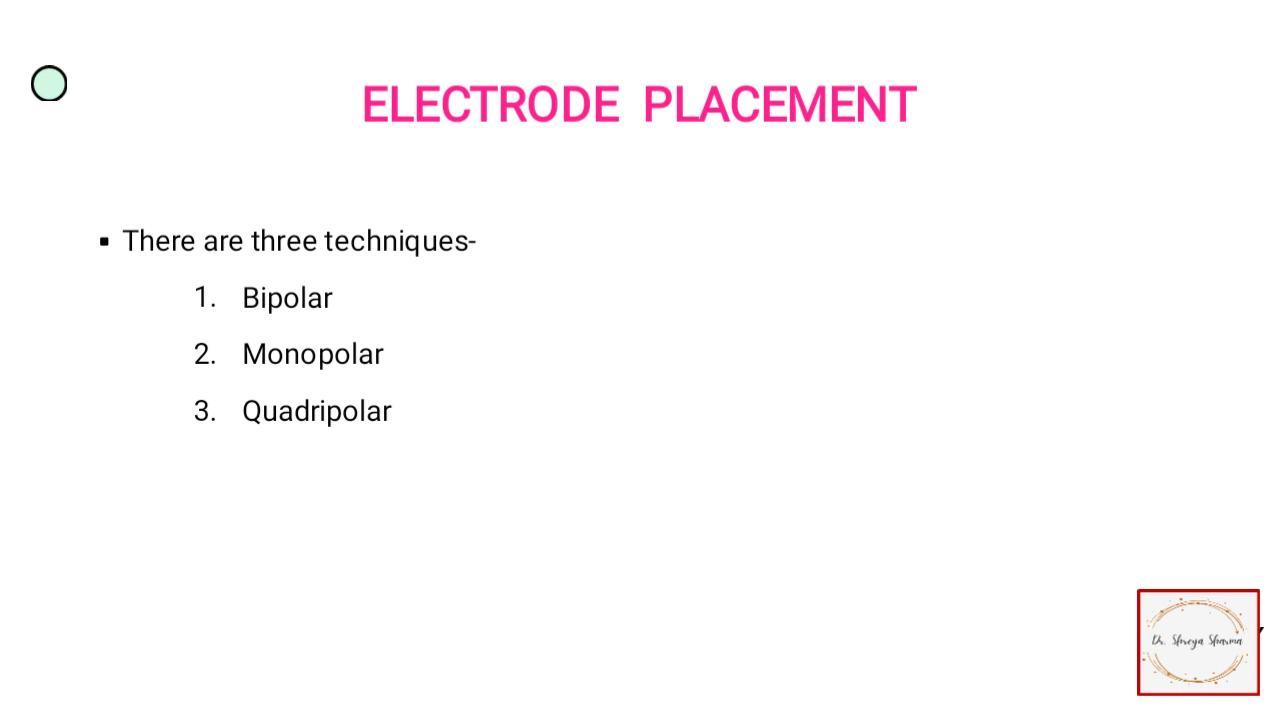 ELECTRODE PLACEMENT
▪ There are three techniques-
1. Bipolar
2. Monopolar
3. Quadripolar
Dr. Shreya Sharma